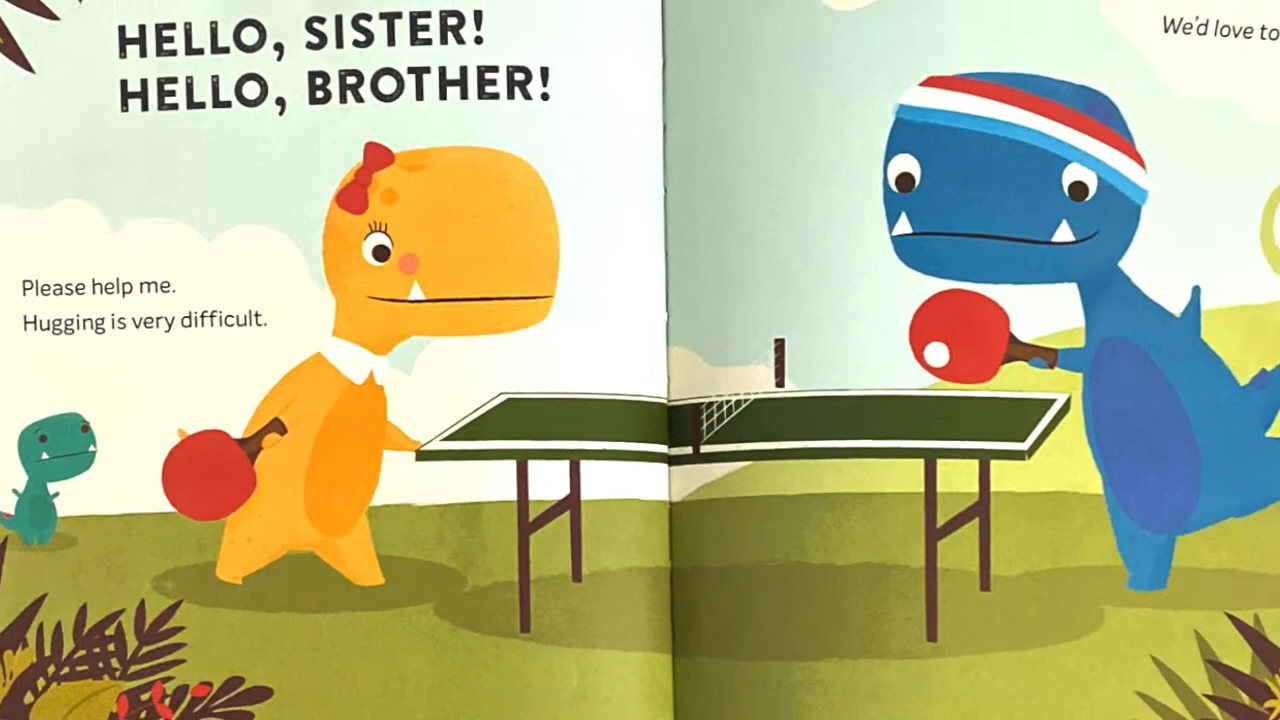 HELLO, SISTER!
HELLO, BROTHER!
Please help me.
Hugging is very difficult.
We'd love to